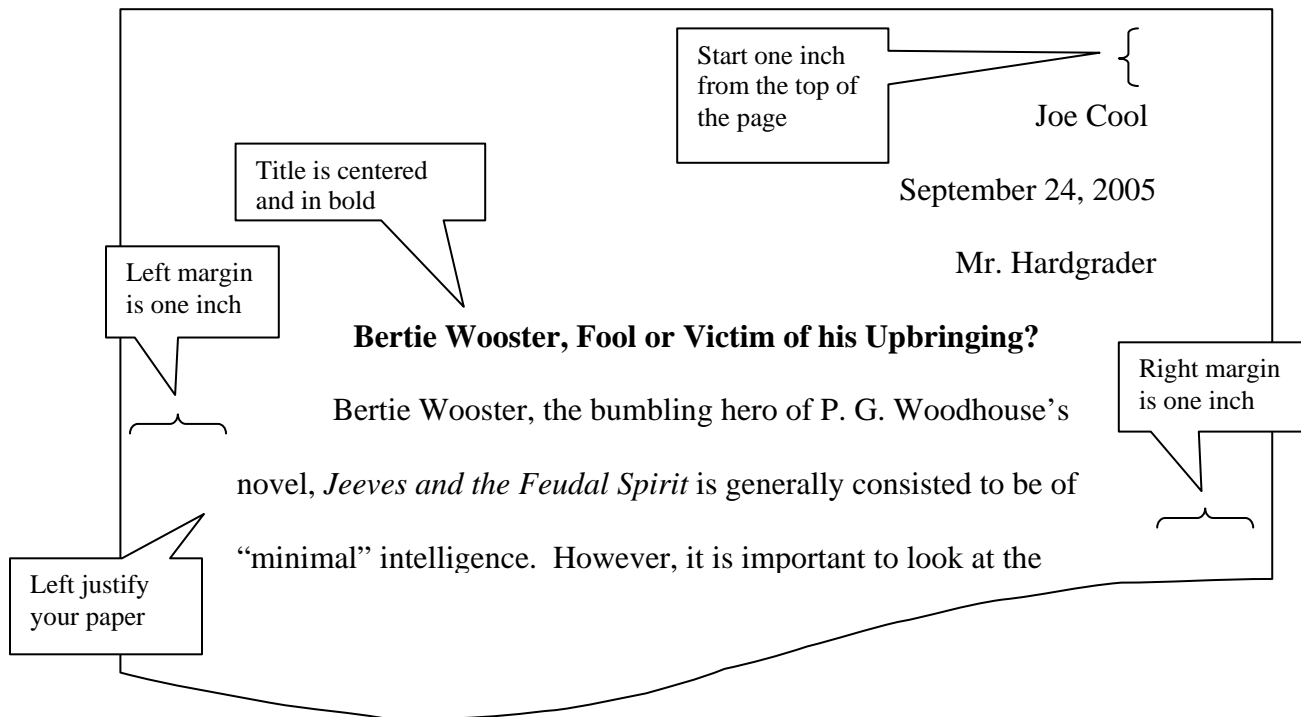 Start one inch
from the top of
the page
Joe Cool
Title is centered
and in bold
September 24, 2005
Left margin
is one inch
Mr. Hardgrader
Bertie Wooster, Fool or Victim of his Upbringing?
Right margin
is one inch
Bertie Wooster, the bumbling hero of P. G. Woodhouse’s
novel, Jeeves and the Feudal Spirit is generally consisted to be of
“minimal” intelligence.  However, it is important to look at the
Left justify
your paper